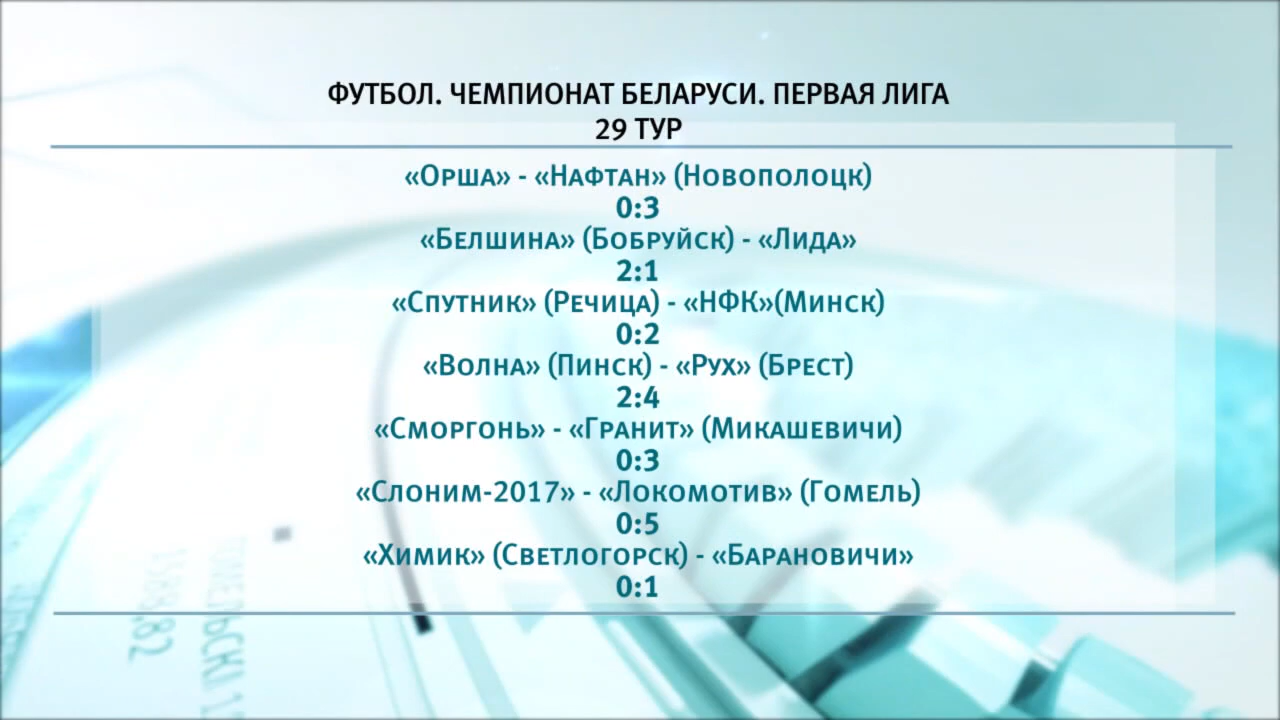 ФУТБОЛ. ЧЕМПИОНАТ БЕЛАРУСИ. ПЕРВАЯ ЛИГА
29 ТУР
«Орша» - «Нафтан» (Новополоцк)
0:3
«Белшина» (Бобруйск) - «Лида»
2:1
«Спутник» (Речица) - «НФК»(Минск)
0:2
«Волна» (Пинск) - «Рух» (Брест)
2:4
«Сморгонь» - «Гранит» (Микашевичи)
0:3
«Слоним-2017» - «Локомотив» (Гомель)
0:5
«Химик» (Светлогорск) - «Барановичи»
0:1